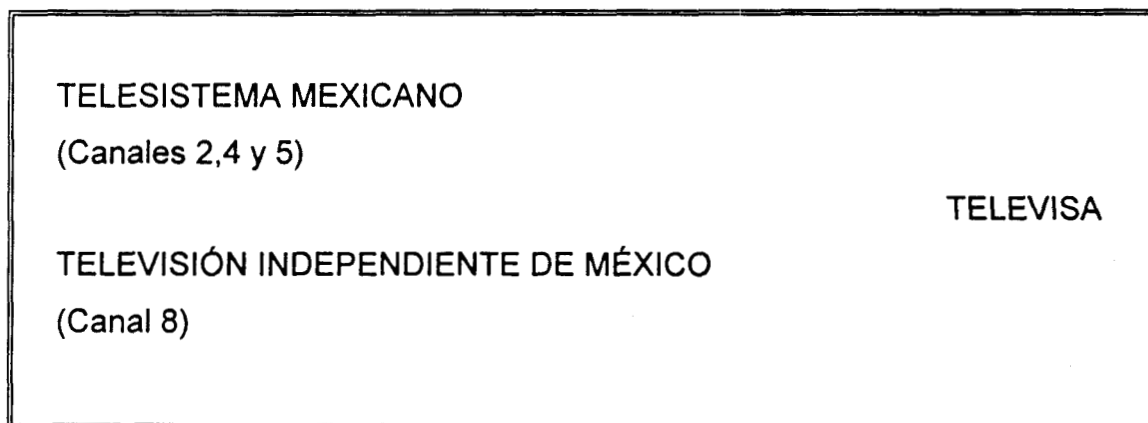 TELESISTEMA MEXICANO
(Canales 2,4 y 5)
TELEVISA
TELEVISIÓN INDEPENDIENTE DE MÉXICO
(Canal 8)